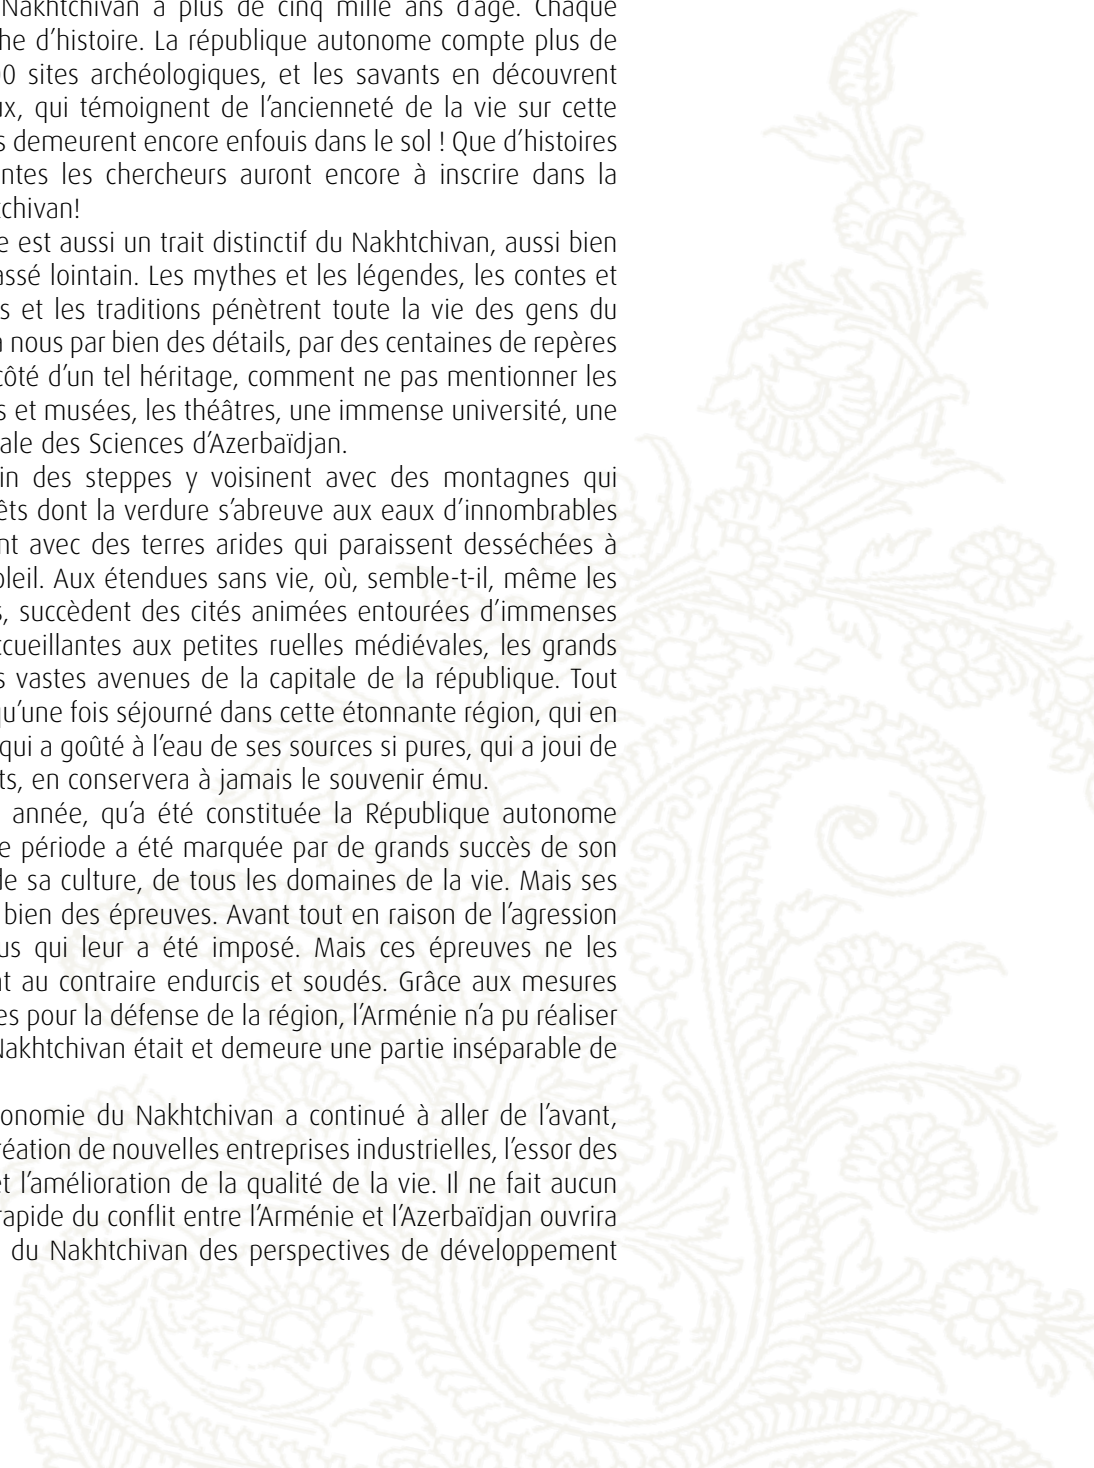 Nakhtchivan a plus de cinq mille ans d'âge. Chaque
he d'histoire. La république autonome compte plus de
00 sites archéologiques, et les savants en découvrent
ux, qui témoignent de l'ancienneté de la vie sur cette
s demeurent encore enfouis dans le sol ! Que d'histoires
ntes les chercheurs auront encore à inscrire dans la
tchivan!
e est aussi un trait distinctif du Nakhtchivan, aussi bien
assé lointain. Les mythes et les légendes, les contes et
s et les traditions pénètrent toute la vie des gens du
à nous par bien des détails, par des centaines de repères
côté d'un tel héritage, comment ne pas mentionner les
s et musées, les théâtres, une immense université, une
ale des Sciences d'Azerbaïdjan.
in des steppes y voisinent avec des montagnes qui
êts dont la verdure s'abreuve aux eaux d'innombrables
nt avec des terres arides qui paraissent desséchées à
oleil. Aux étendues sans vie, où, semble-t-il, même les
s, succèdent des cités animées entourées d'immenses
ccueillantes aux petites ruelles médiévales, les grands
s vastes avenues de la capitale de la république. Tout
qu'une fois séjourné dans cette étonnante région, qui en
qui a goûté à l'eau de ses sources si pures, qui a joui de
ts, en conservera à jamais le souvenir ému.
année, qu'a été constituée la République autonome
e période a été marquée par de grands succès de son
de sa culture, de tous les domaines de la vie. Mais ses
bien des épreuves. Avant tout en raison de l'agression
us qui leur a été imposé. Mais ces épreuves ne les
nt au contraire endurcis et soudés. Grâce aux mesures
es pour la défense de la région, l'Arménie n'a pu réaliser
Nakhtchivan était et demeure une partie inséparable de
onomie du Nakhtchivan a continué à aller de l'avant,
réation de nouvelles entreprises industrielles, l'essor des
et l'amélioration de la qualité de la vie. Il ne fait aucun
rapide du conflit entre l'Arménie et l'Azerbaïdjan ouvrira
du Nakhtchivan des perspectives de développement